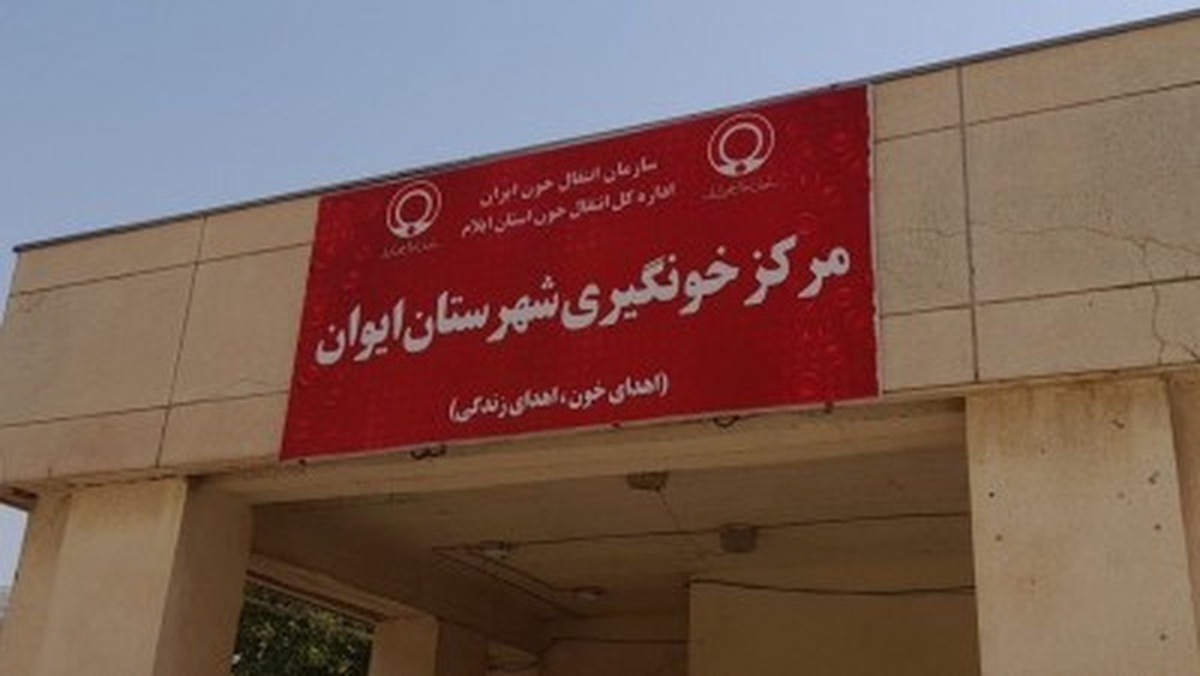 سازمان انتقال خون ایران
اداره کل انتقال خون استان ایلام
مرکز خونگیری شهرستان ایوان
(اهدای خون، اهدای زندگی)